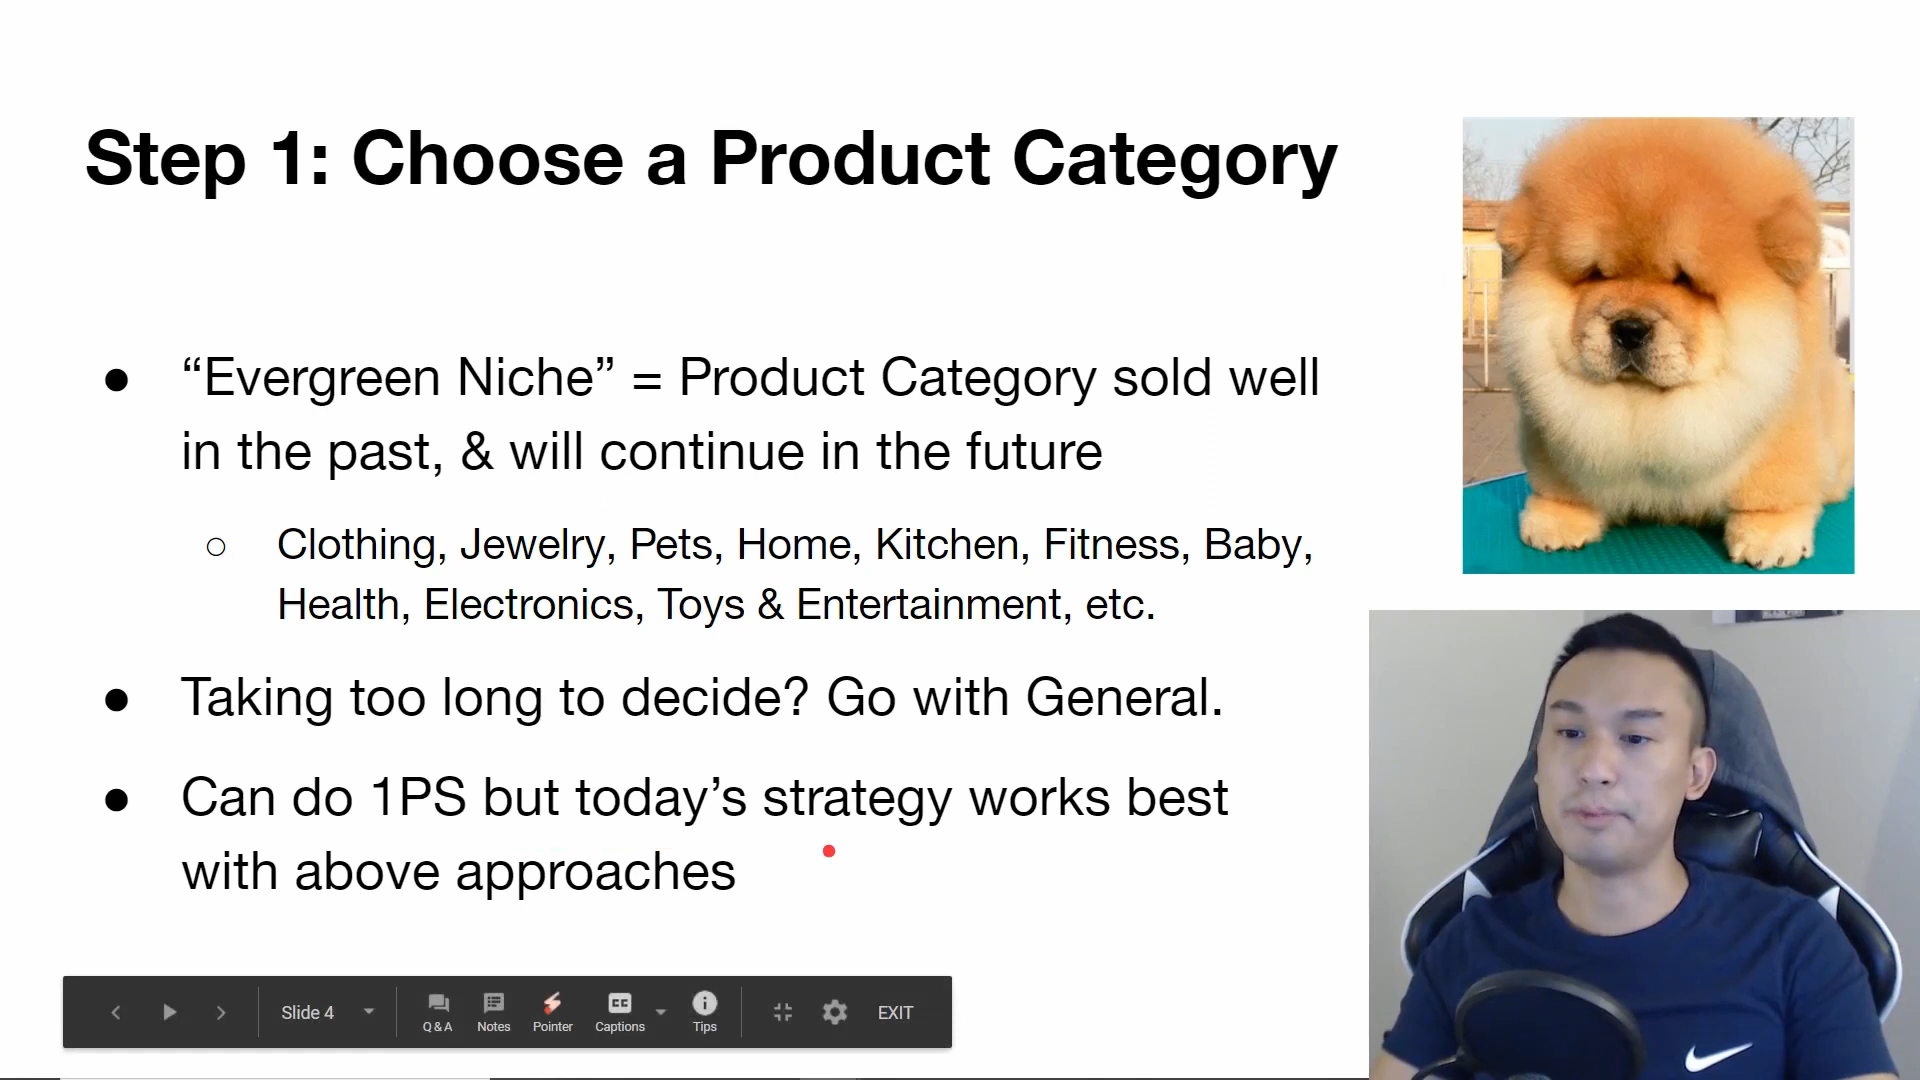 Step 1: Choose a Product Category
● “Evergreen Niche” = Product Category sold well
in the past, & will continue in the future
○ Clothing, Jewelry, Pets, Home, Kitchen, Fitness, Baby,
Health, Electronics, Toys & Entertainment, etc.
● Taking too long to decide? Go with General.
● Can do 1PS but today’s strategy works best
with above approaches
Slide 4
Q&A
Notes
Pointer
CC
Captions
Tips
EXIT